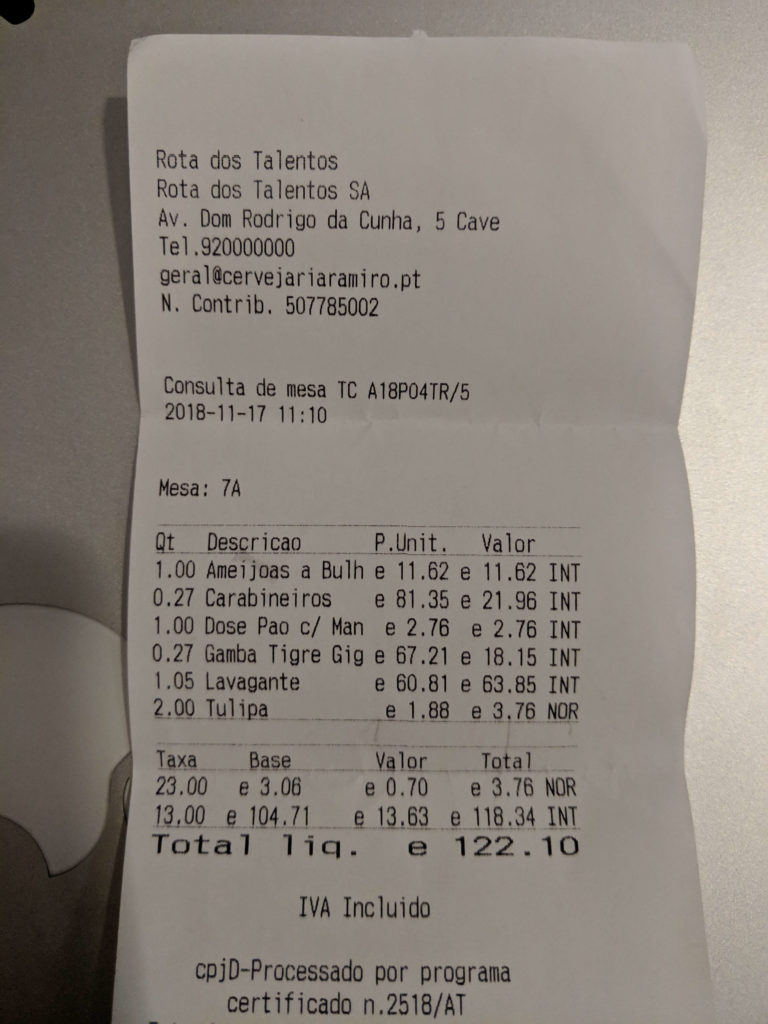 Rota dos Talentos
Rota dos Talentos SA
Av. Dom Rodrigo da Cunha, 5 Cave
Tel.920000000
geral@cervejariaramiro.pt
N. Contrib. 507785002
Consulta de mesa TC A18P04TR/5
2018-11-17 11:10
Mesa: 7A
Qt Descricao P.Unit. Valor
1.00 Ameijoas a Bulh e 11.62 e 11.62 INT
0.27 Carabineiros e 81.35 e 21.96 INT
1.00 Dose Pao c/ Man e 2.76 e 2.76 INT
0.27 Gamba Tigre Gig e 67.21 e 18.15 INT
1.05 Lavagante e 60.81 e 63.85 INT
2.00 Tulipa e 1.88 e 3.76 NOR
Taxa Base Valor Total
23.00 e 3.06 e 0.70 e 3.76 NOR
13.00 e 104.71 e 13.63 e 118.34 INT
Total liq. e 122.10
IVA Incluido
cpjD-Processado por programa
certificado n.2518/AT